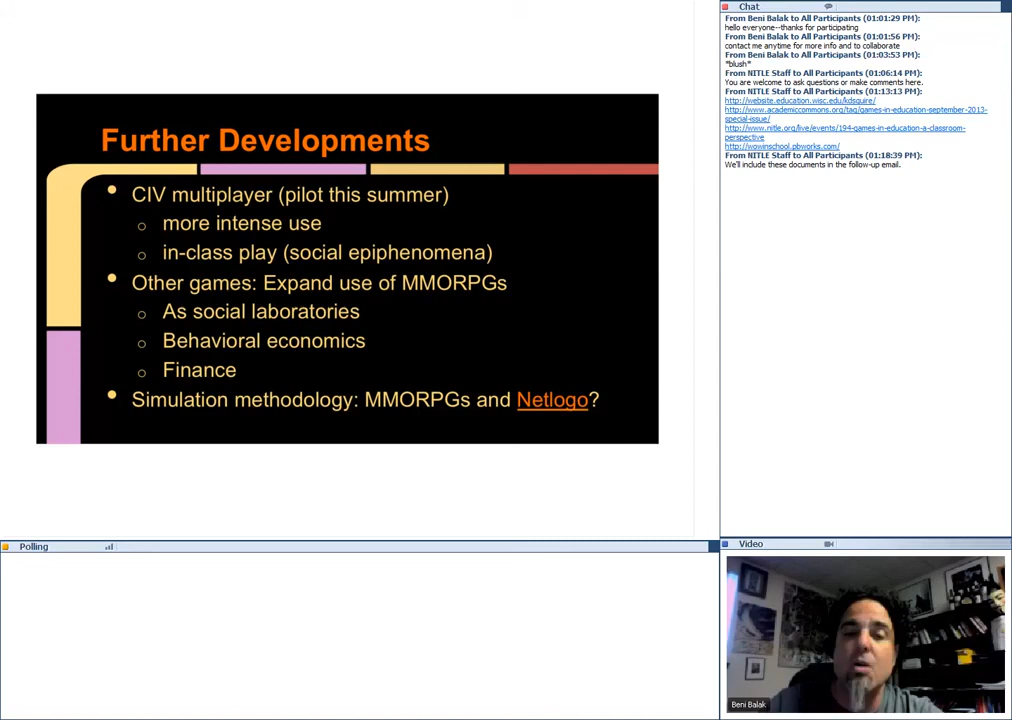 Further Developments
• CIV multiplayer (pilot this summer)
o more intense use
o in-class play (social epiphenomena)
• Other games: Expand use of MMORPGs
o As social laboratories
o Behavioral economics
o Finance
• Simulation methodology: MMORPGs and Netlogo?
Chat
From Beni Balak to All Participants (01:01:29 PM):
hello everyone--thanks for participating
From Beni Balak to All Participants (01:01:56 PM):
contact me anytime for more info and to collaborate
From Beni Balak to All Participants (01:03:53 PM):
*blush*
From NITLE Staff to All Participants (01:06:14 PM):
You are welcome to ask questions or make comments here.
From NITLE Staff to All Participants (01:13:13 PM):
http://website.education.wisc.edu/kdsquire/
http://www.academiccommons.org/tag/games-in-education-september-2013-
special-issue/
http://www.nitle.org/live/events/194-games-in-education-a-classroom-
perspective
http://wowinschool.pbworks.com/
From NITLE Staff to All Participants (01:18:39 PM):
We'll include these documents in the follow-up email.
Polling
Video
Beni Balak